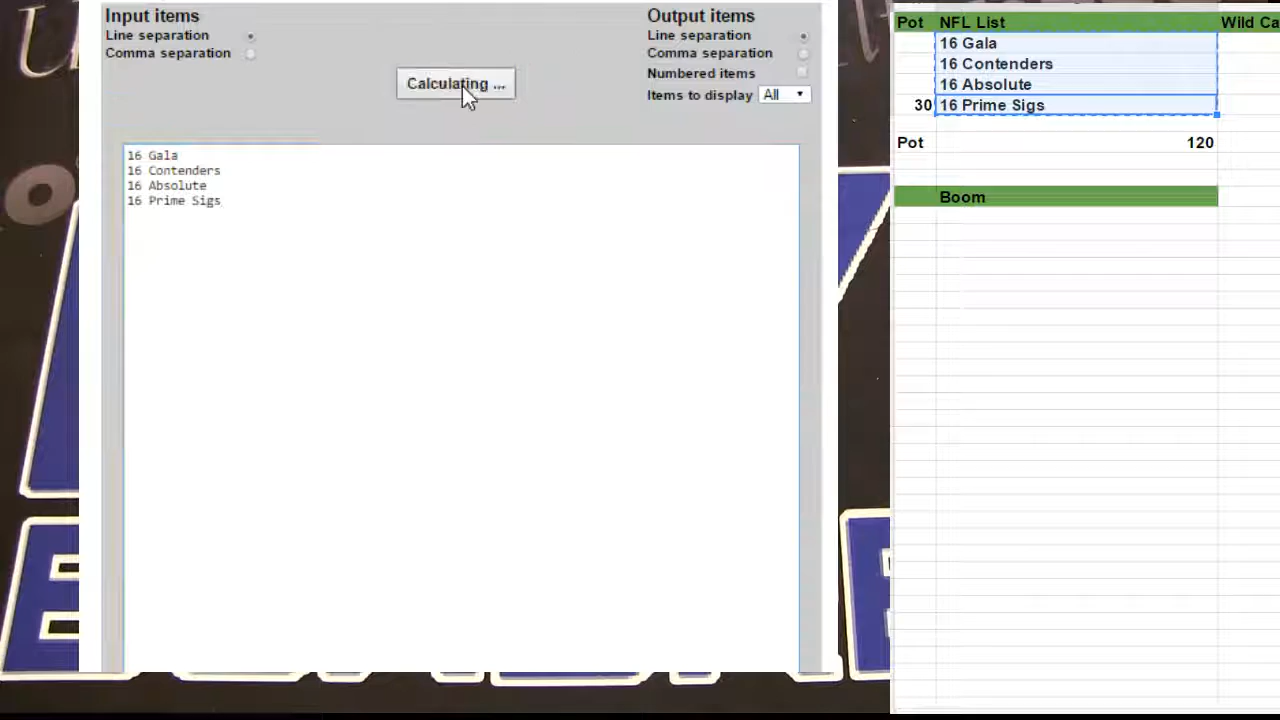 Input items
Line separation
Comma separation
Calculating ...
Output items
Line separation
Comma separation
Numbered items
Items to display All
16 Gala
16 Contenders
16 Absolute
16 Prime Sigs
Pot NFL List Wild Ca
16 Gala
16 Contenders
16 Absolute
30 16 Prime Sigs
Pot 120
Boom